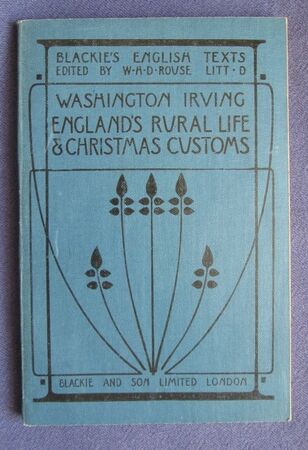 BLACKIE'S ENGLISH TEXTS
EDITED BY W·H·D·ROUSE LITT·D
WASHINGTON IRVING
ENGLAND'S RURAL LIFE
& CHRISTMAS CUSTOMS
BLACKIE AND SON LIMITED LONDON